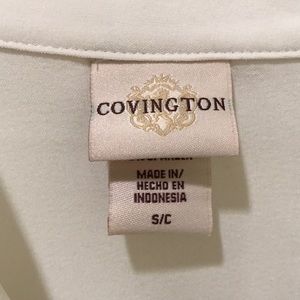 COVINGTON
MADE IN/
HECHO EN
INDONESIA
S/C